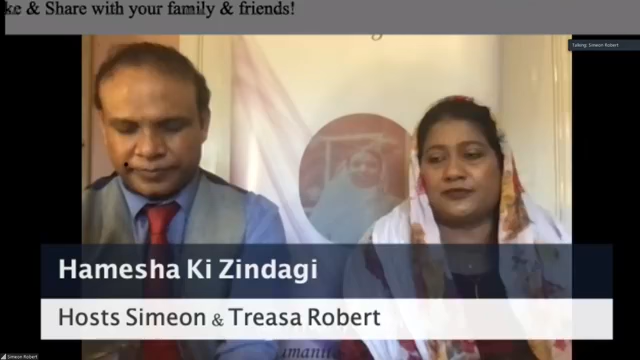 ke & Share with your family & friends!
Talking: Simeon Robert
Hamesha Ki Zindagi
Hosts Simeon & Treasa Robert
Simeon Robert